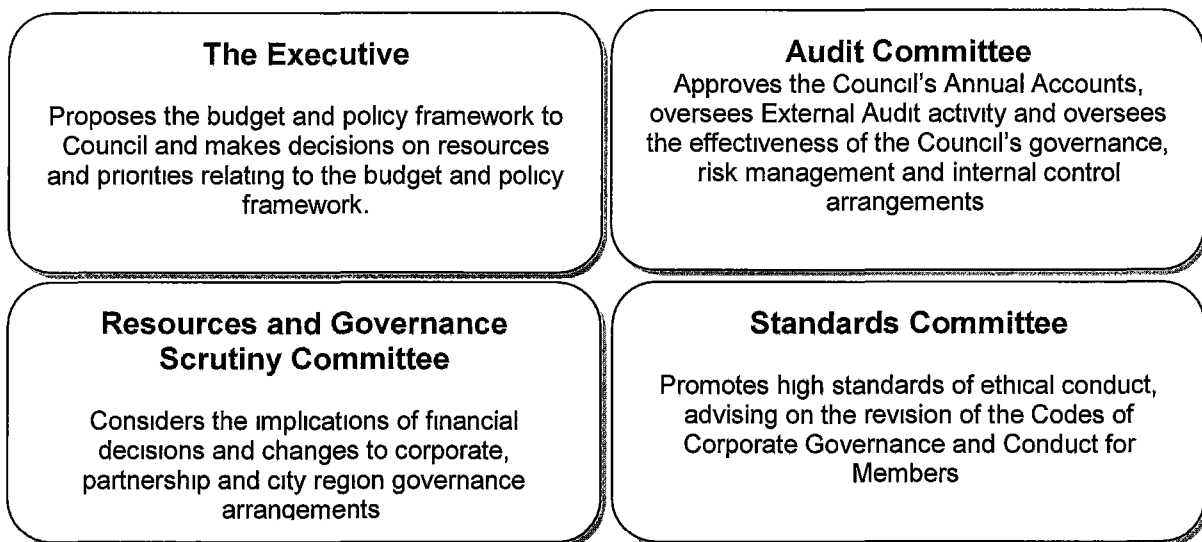 The Executive
Proposes the budget and policy framework to
Council and makes decisions on resources
and priorities relating to the budget and policy
framework.
Audit Committee
Approves the Council's Annual Accounts,
oversees External Audit activity and oversees
the effectiveness of the Council's governance,
risk management and internal control
arrangements
Resources and Governance
Scrutiny Committee
Considers the implications of financial
decisions and changes to corporate,
partnership and city region governance
arrangements
Standards Committee
Promotes high standards of ethical conduct,
advising on the revision of the Codes of
Corporate Governance and Conduct for
Members